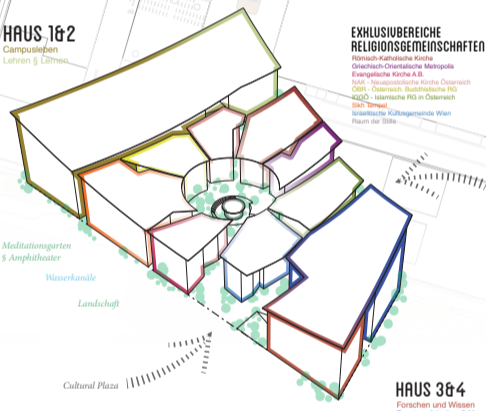 HAUS 1&2
Campusleben
Lehren § Lernen
EXKLUSIVBEREICHE
RELIGIONSGEMEINSCHAFTEN
Römisch-Katholische Kirche
Griechisch-Orientalische Metropolis
Evangelische Kirche A.B.
NAK - Neuapostolische Kirche Österreich
ÖBR - Österreich. Buddhistische RG
IGGÖ - Islamische RG in Österreich
Sikh Tempel
Israelitische Kultusgemeinde Wien
Raum der Stille
Meditationsgarten
§ Amphitheater
Wasserkanäle
Landschaft
Cultural Plaza
HAUS 3&4
Forschen und Wissen